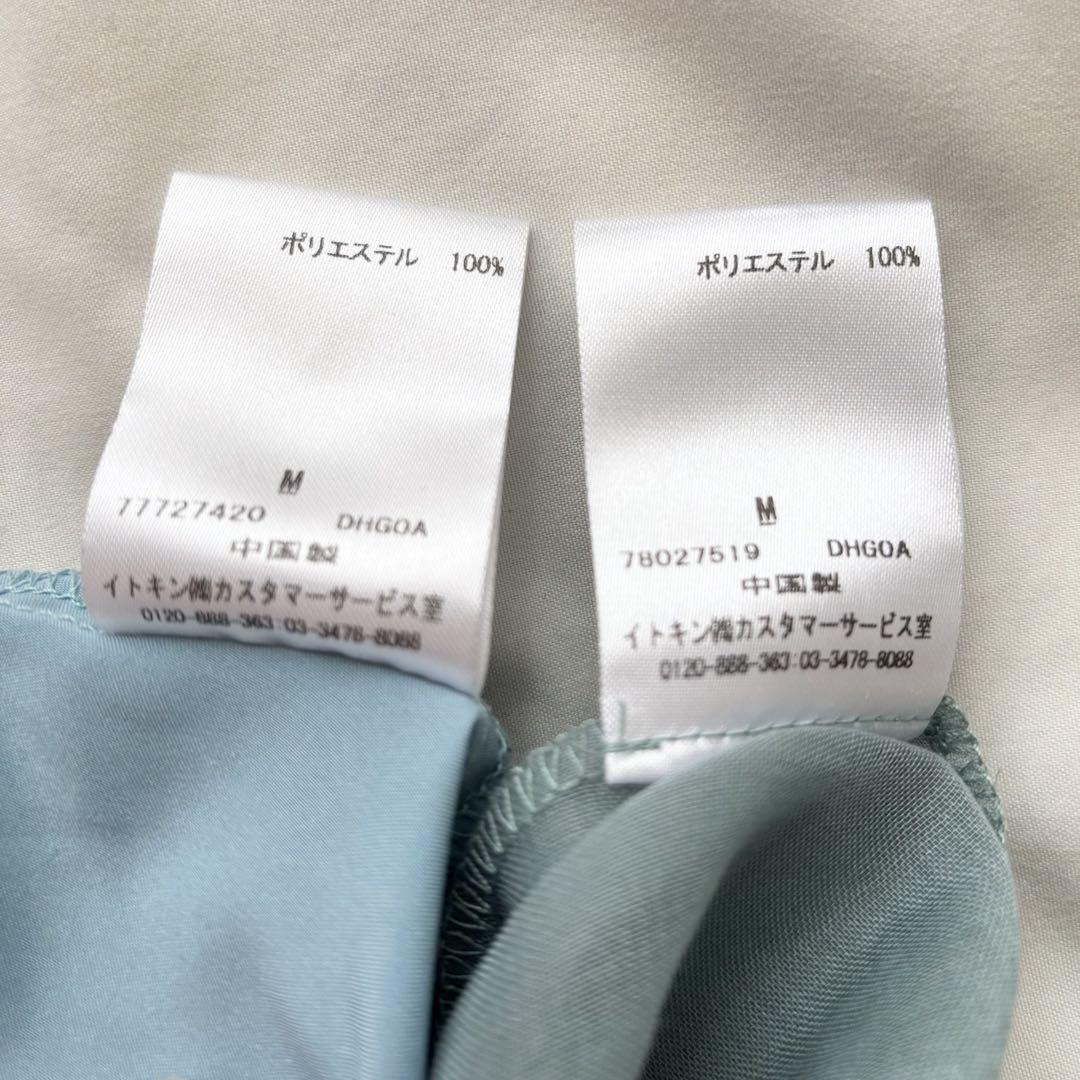 ポリエステル 100%
M
77727420 DHG0A
中国製
イトキン㈱カスタマーサービス室
0120-888-363 03-3478-8088
ポリエステル 100%
M
78027519 DHG0A
中国製
イトキン㈱カスタマーサービス室
0120-888-363:03-3478-8088